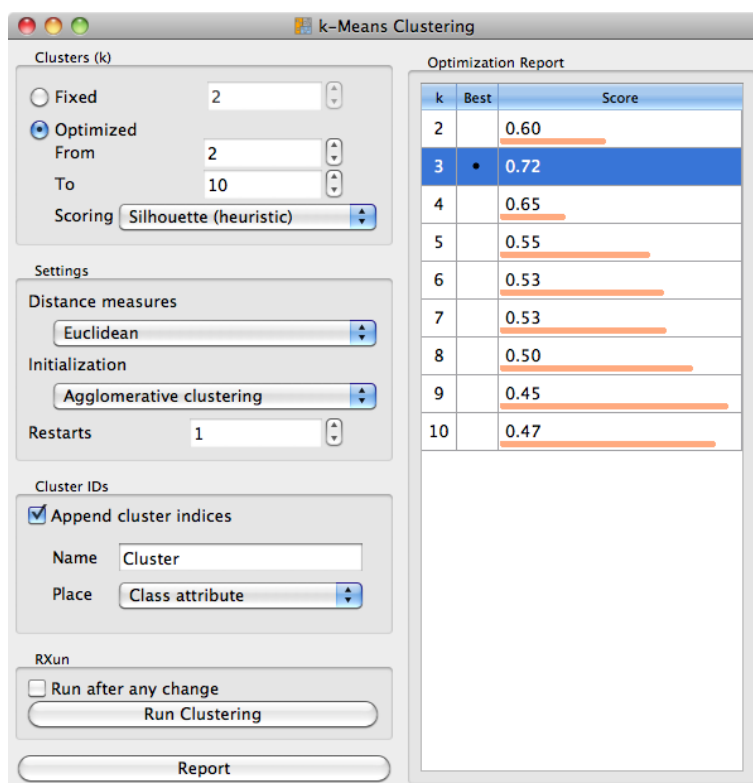 k-Means Clustering
Clusters (k)
Fixed 2
Optimized
From 2
To 10
Scoring Silhouette (heuristic)
Settings
Distance measures
Euclidean
Initialization
Agglomerative clustering
Restarts 1
Cluster IDs
Append cluster indices
Name Cluster
Place Class attribute
RXun
Run after any change
Run Clustering
Report
Optimization Report
k Best Score
2 0.60
3 • 0.72
4 0.65
5 0.55
6 0.53
7 0.53
8 0.50
9 0.45
10 0.47